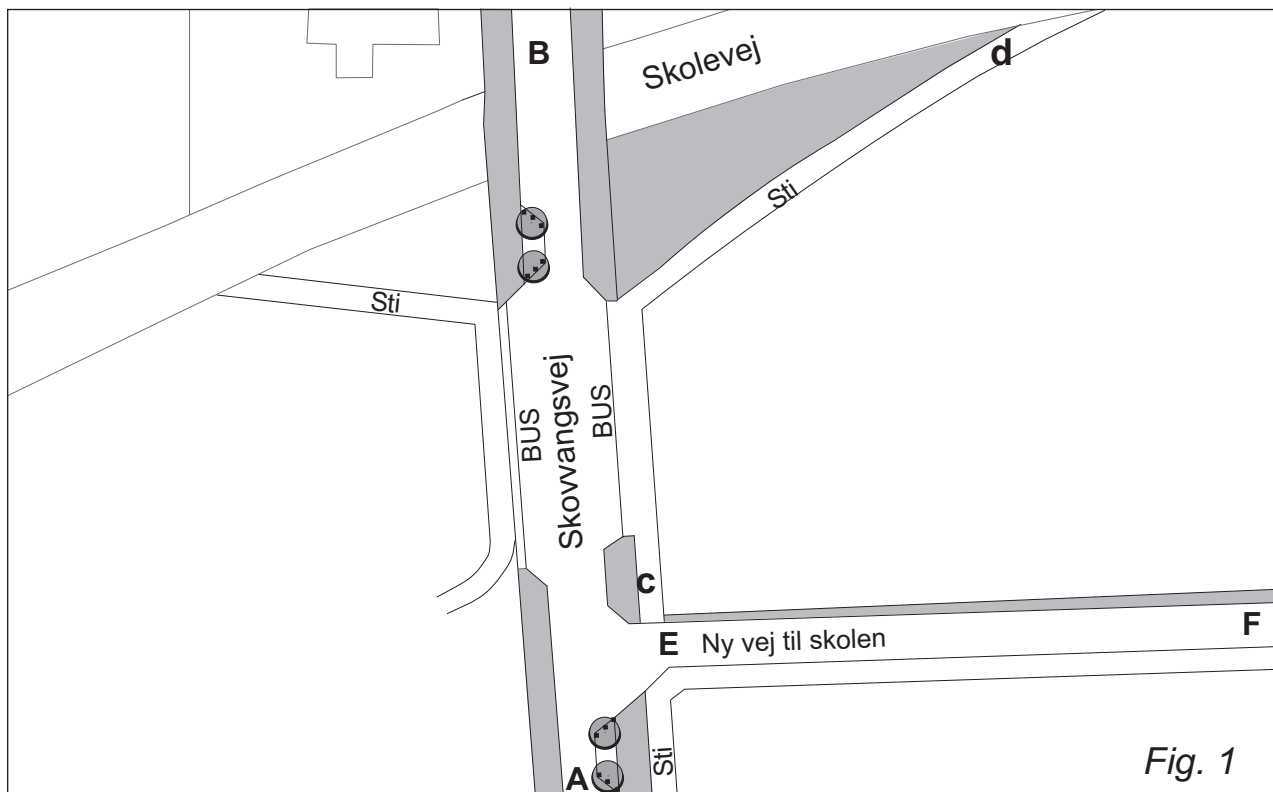 B
Skolevej
d
Sti
Sti
BUS
Skovvangsvej
BUS
c
E
Ny vej til skolen
F
A
Sti
Fig. 1